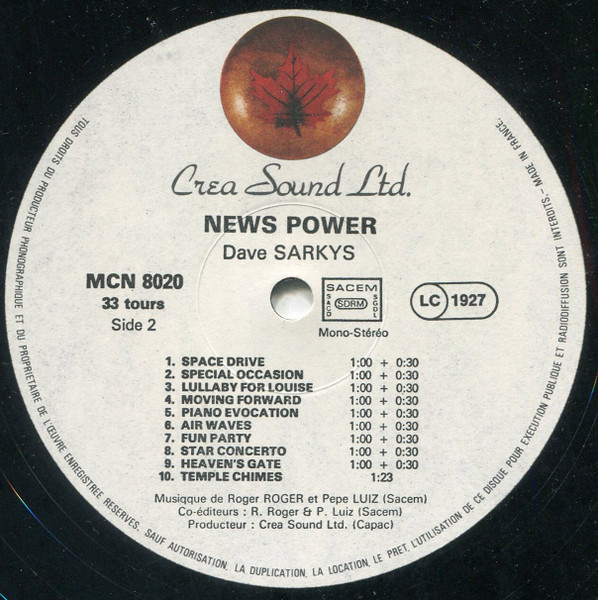 Crea Sound Ltd.
NEWS POWER
Dave SARKYS
MCN 8020
33 tours
Side 2
SACEM
SACD
SDRM
SGDL
Mono-Stéréo
LC 1927
1. SPACE DRIVE 1:00 + 0:30
2. SPECIAL OCCASION 1:00 + 0:30
3. LULLABY FOR LOUISE 1:00 + 0:30
4. MOVING FORWARD 1:00 + 0:30
5. PIANO EVOCATION 1:00 + 0:30
6. AIR WAVES 1:00 + 0:30
7. FUN PARTY 1:00 + 0:30
8. STAR CONCERTO 1:00 + 0:30
9. HEAVEN'S GATE 1:00 + 0:30
10. TEMPLE CHIMES 1:23
Musiqque de Roger ROGER et Pepe LUIZ (Sacem)
Co-éditeurs : R. Roger & P. Luiz (Sacem)
Producteur : Crea Sound Ltd. (Capac)
TOUS DROITS DU PRODUCTEUR PHONOGRAPHIQUE ET DU PROPRIETAIRE DE L'ŒUVRE ENREGISTREE RESERVES. SAUF AUTORISATION, LA DUPLICATION, LA LOCATION, LE PRET, L'UTILISATION DE CE DISQUE POUR EXECUTION PUBLIQUE ET RADIODIFFUSION SONT INTERDITS.- MADE IN FRANCE.